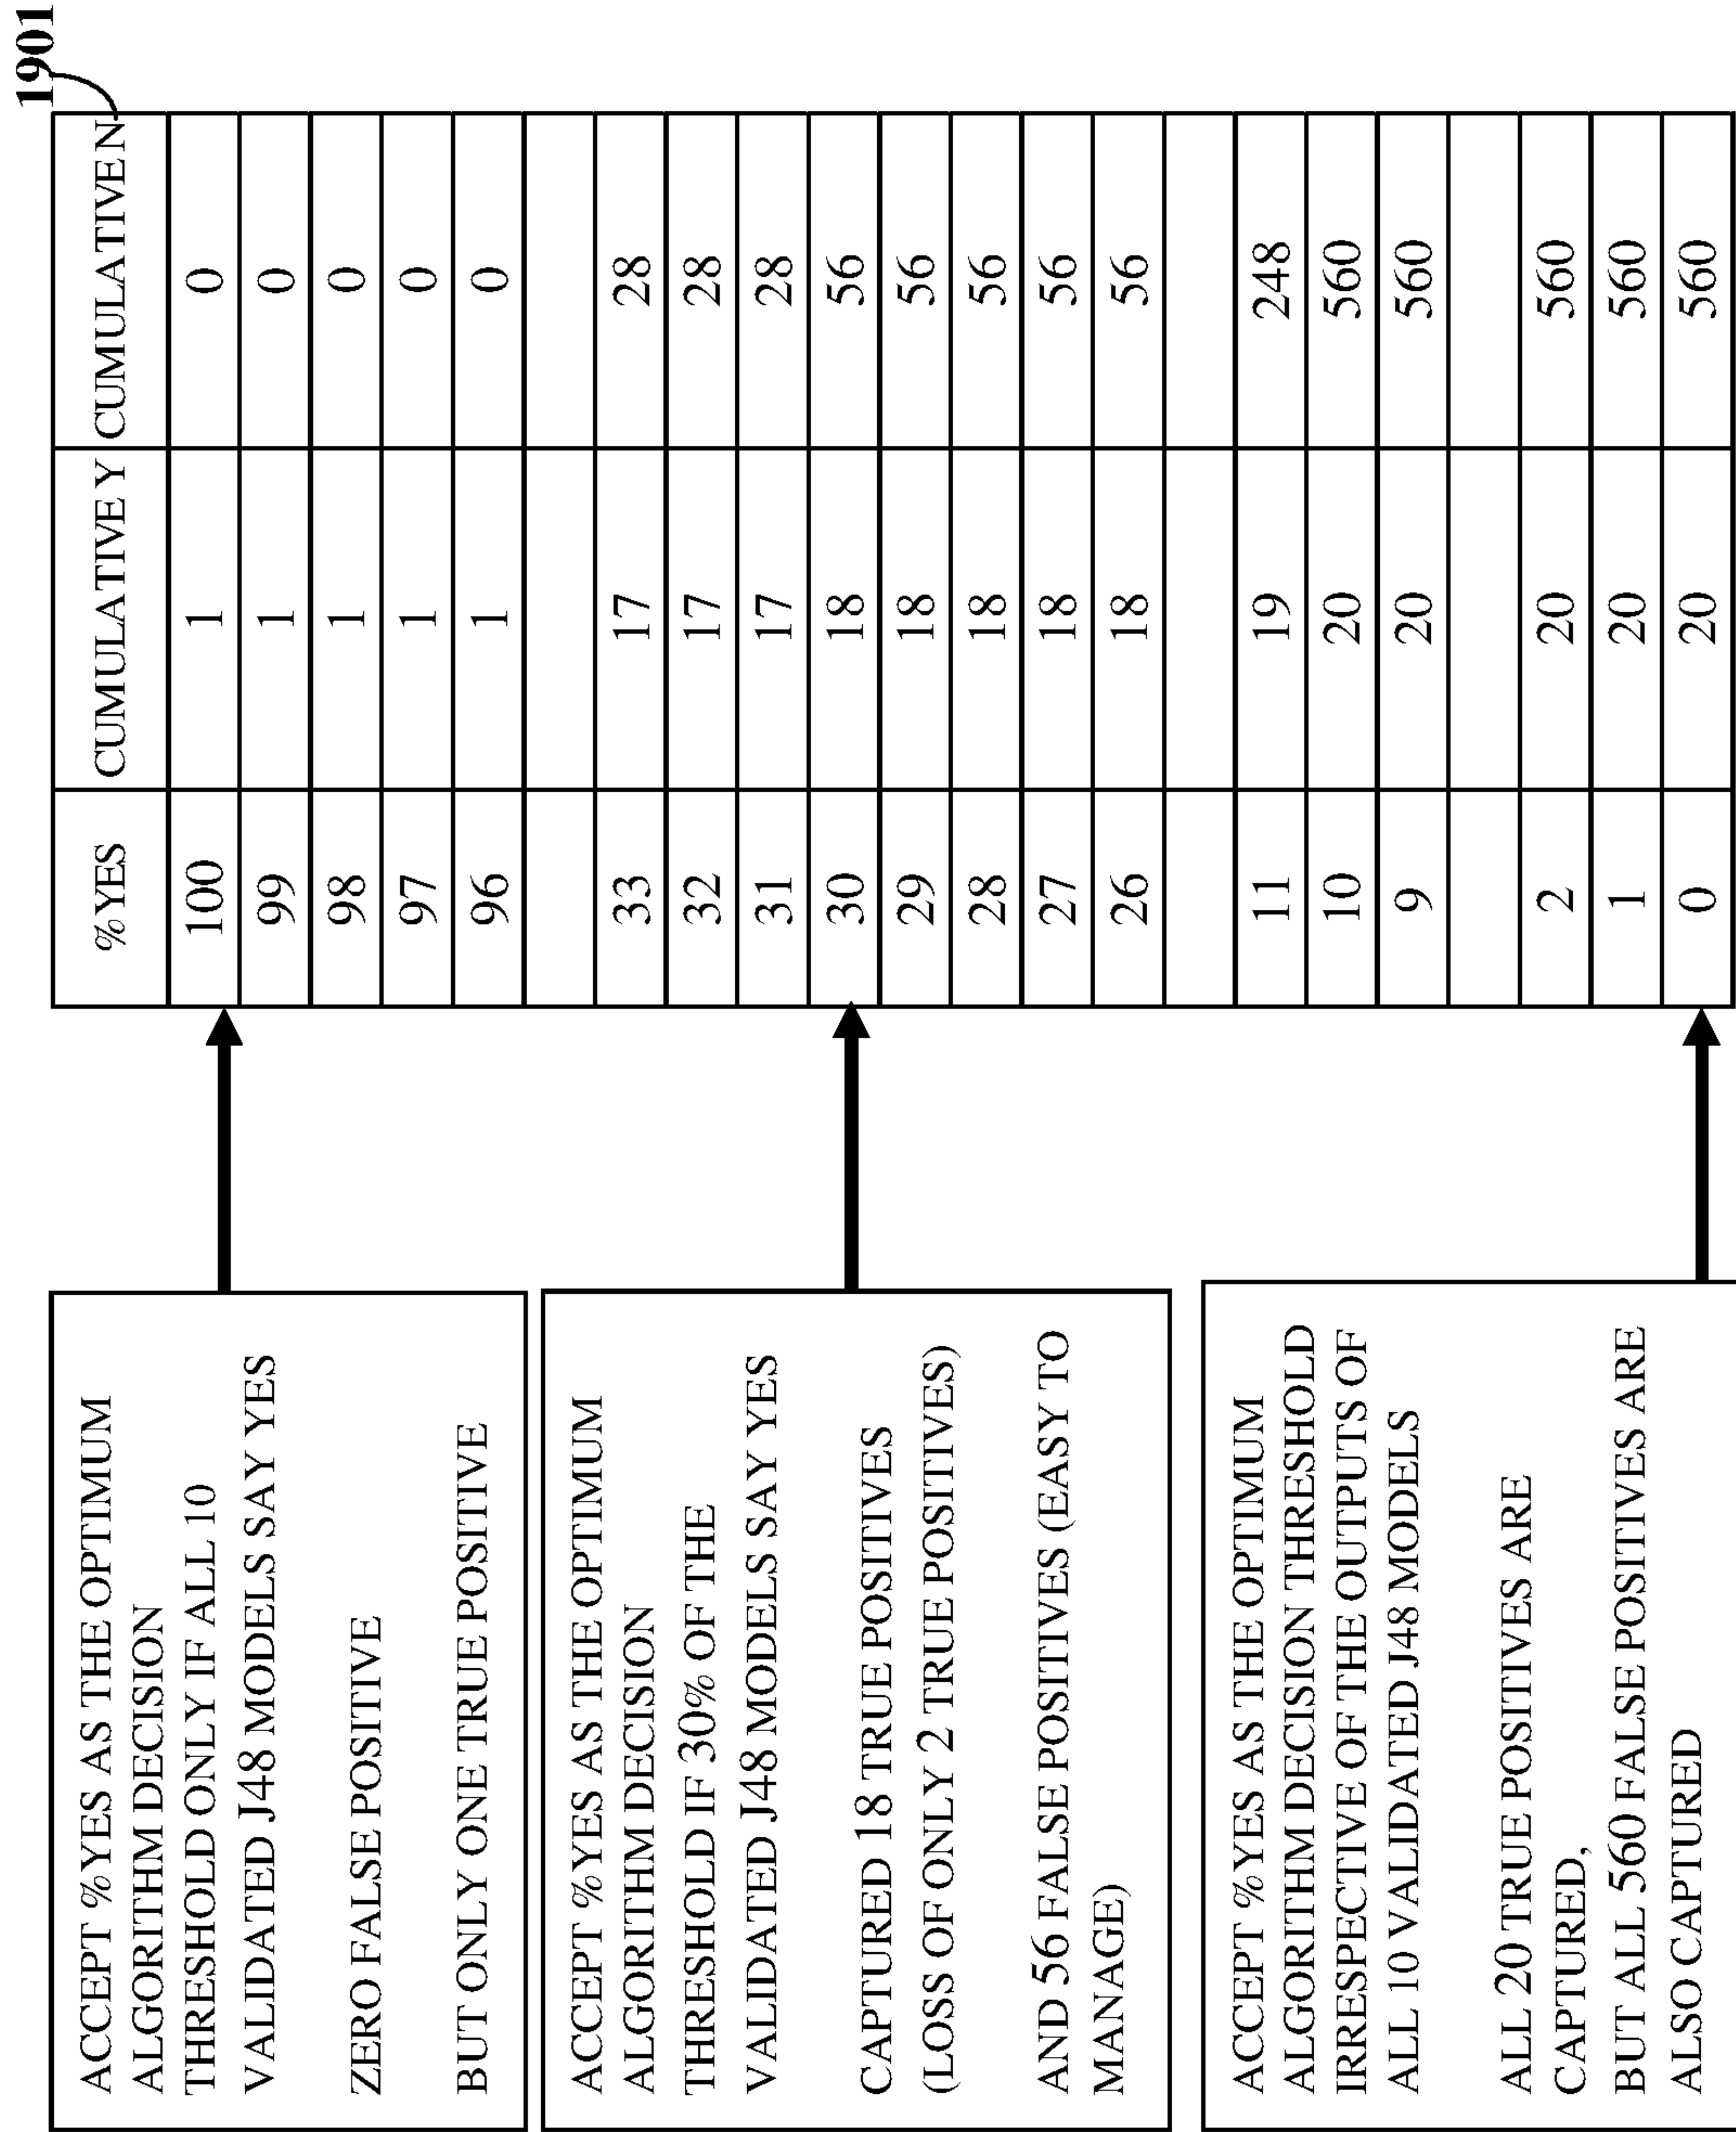 1901
ACCEPT %YES AS THE OPTIMUM
ALGORITHM DECISION
THRESHOLD ONLY IF ALL 10
VALIDATED J48 MODELS SAY YES
ZERO FALSE POSITIVE
BUT ONLY ONE TRUE POSITIVE
ACCEPT %YES AS THE OPTIMUM
ALGORITHM DECISION
THRESHOLD IF 30% OF THE
VALIDATED J48 MODELS SAY YES
CAPTURED 18 TRUE POSITIVES
(LOSS OF ONLY 2 TRUE POSITIVES)
AND 56 FALSE POSITIVES (EASY TO
MANAGE)
ACCEPT %YES AS THE OPTIMUM
ALGORITHM DECISION THRESHOLD
IRRESPECTIVE OF THE OUTPUTS OF
ALL 10 VALIDATED J48 MODELS
ALL 20 TRUE POSITIVES ARE
CAPTURED,
BUT ALL 560 FALSE POSITIVES ARE
ALSO CAPTURED
%YES CUMULATIVE Y CUMULATIVE N
100 1 0
99 1 0
98 1 0
97 1 0
96 1 0
33 17 28
32 17 28
31 17 28
30 18 56
29 18 56
28 18 56
27 18 56
26 18 56
11 19 248
10 20 560
9 20 560
2 20 560
1 20 560
0 20 560